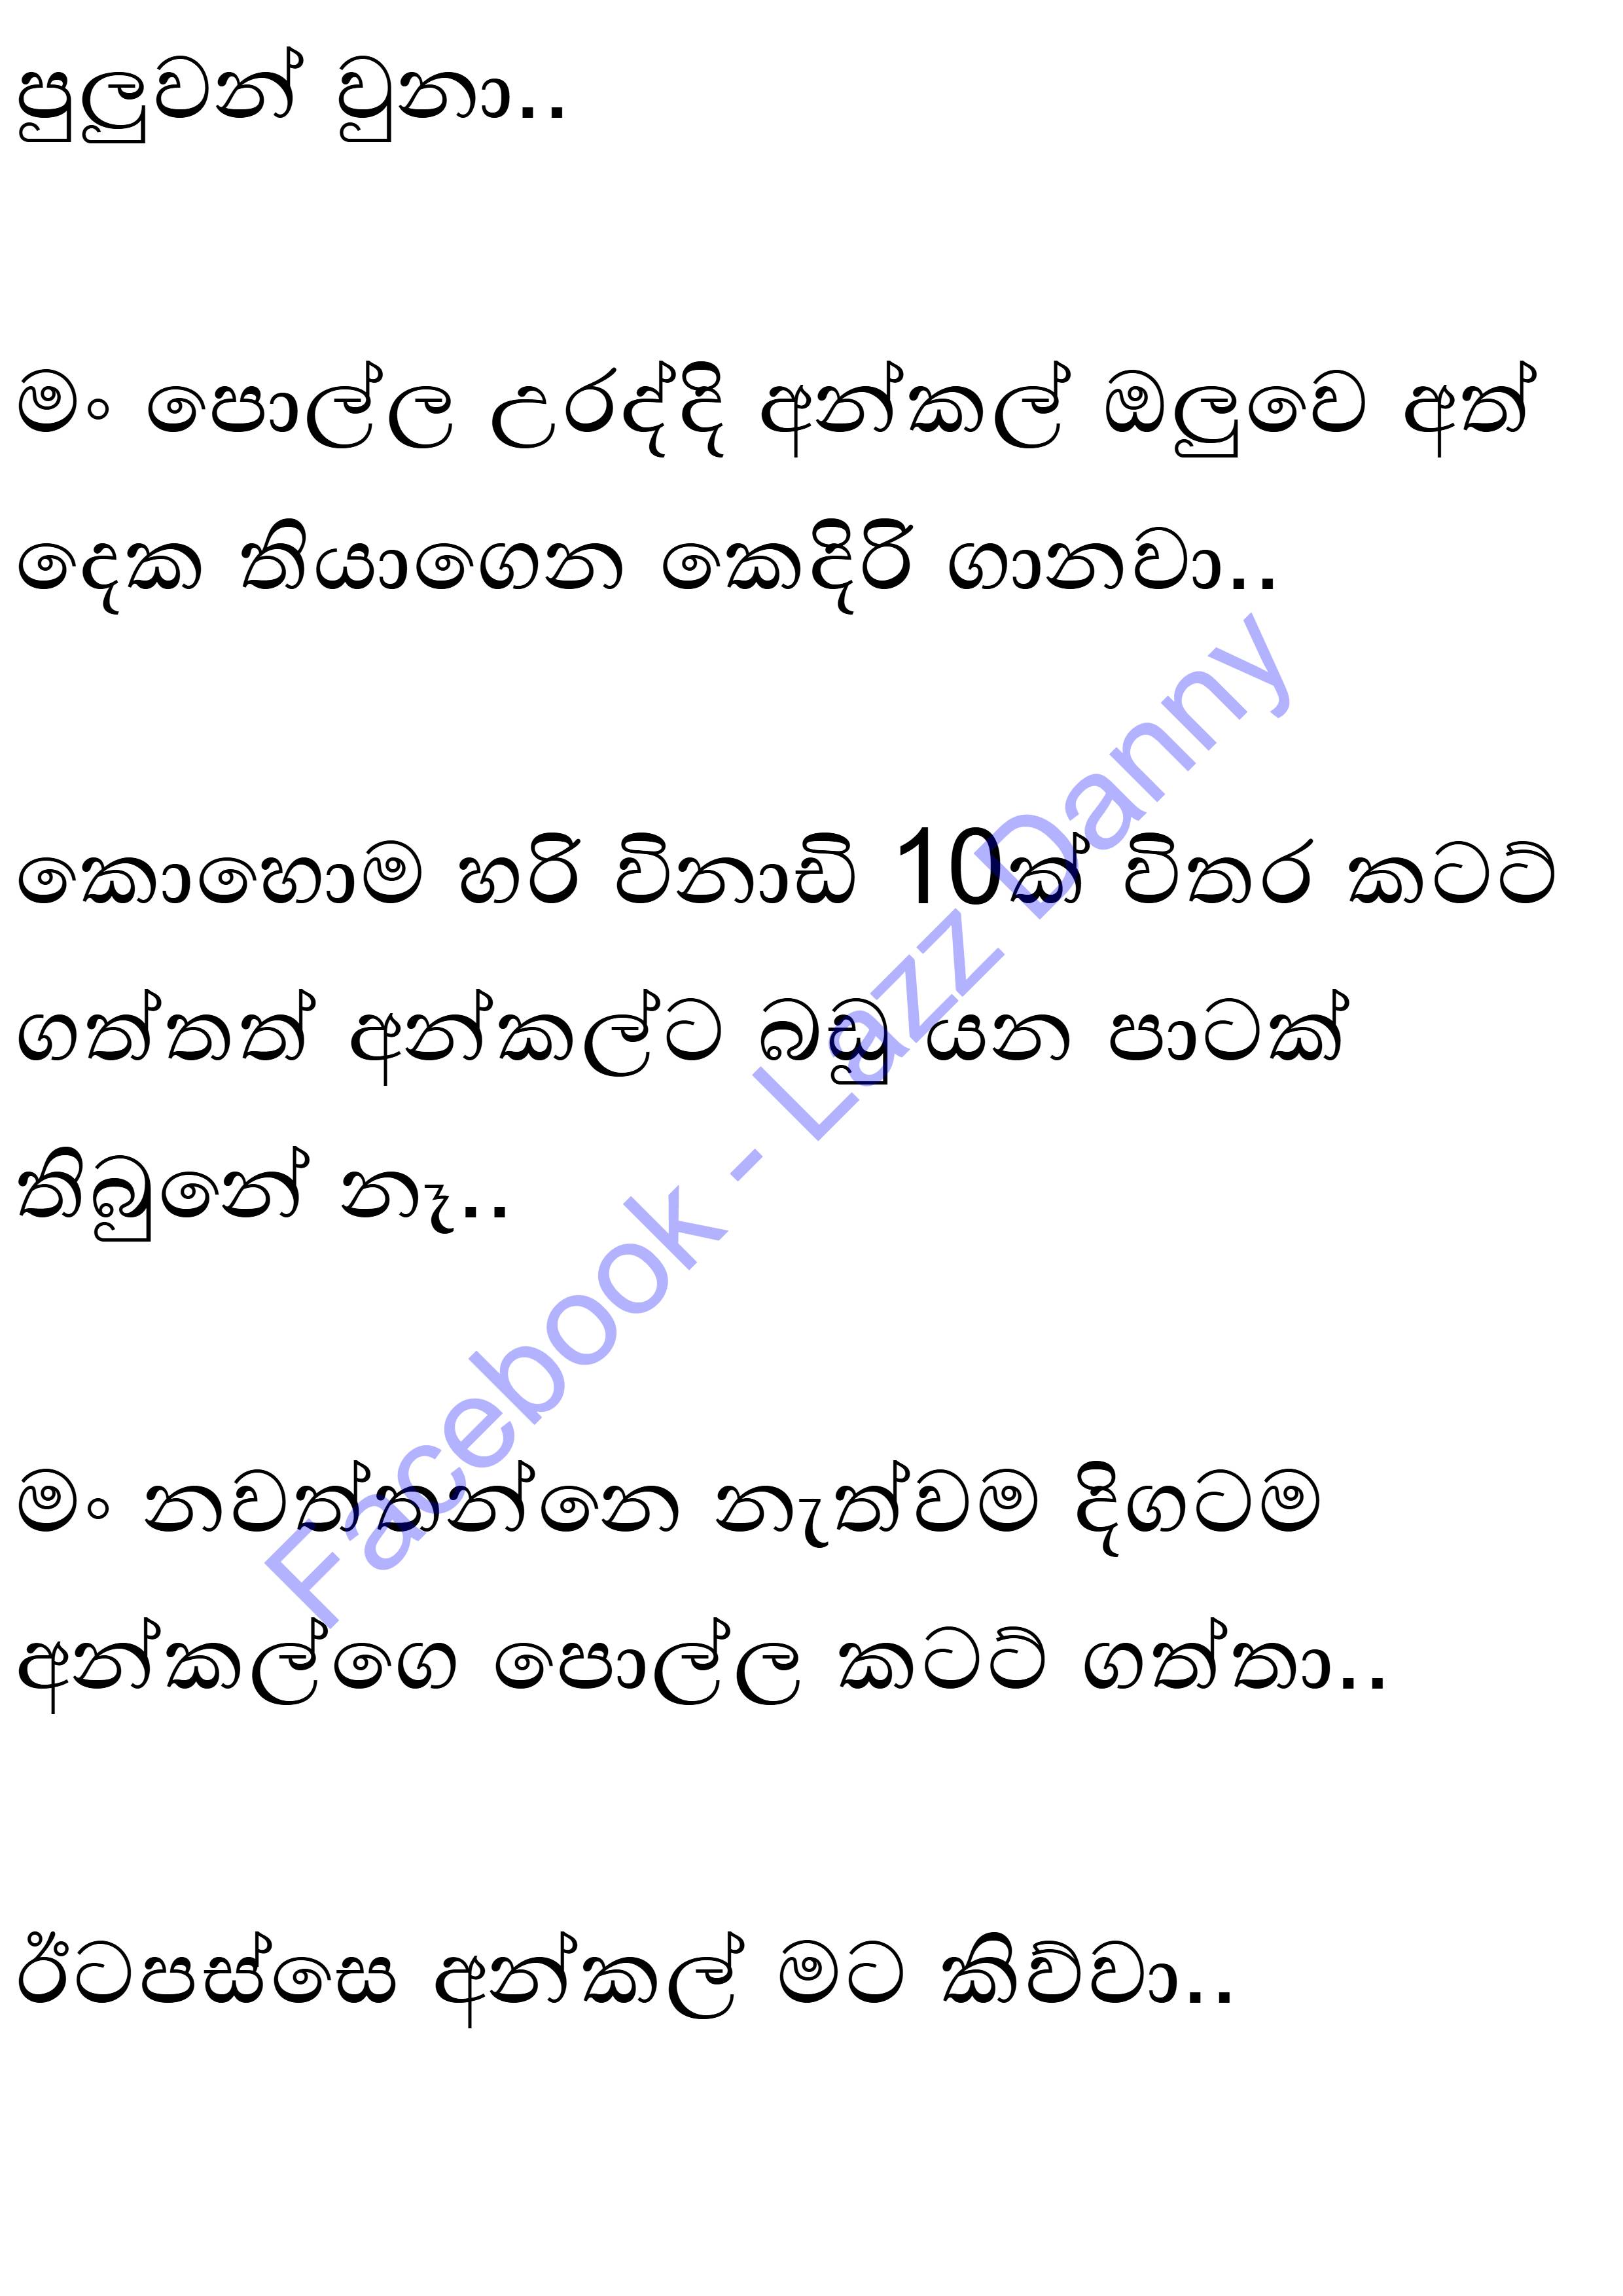 පුලුවන් වුනා..
මං පොල්ල උරද්දි අන්කල් ඔලුවෙ අත්
දෙක තියාගෙන කෙදිරි ගානවා..
කොහොම හරි විනාඩි 10ක් විතර කටට
ගත්තත් අන්කල්ට බඩු යන පාටක්
තිබුනේ නෑ..
මං නවත්තන්නෙ නැත්වම දිගටම
අන්කල්ගෙ පොල්ල කටට ගත්තා..
ඊටපස්සෙ අන්කල් මට කිව්වා..
Facebook - Lazz Danny